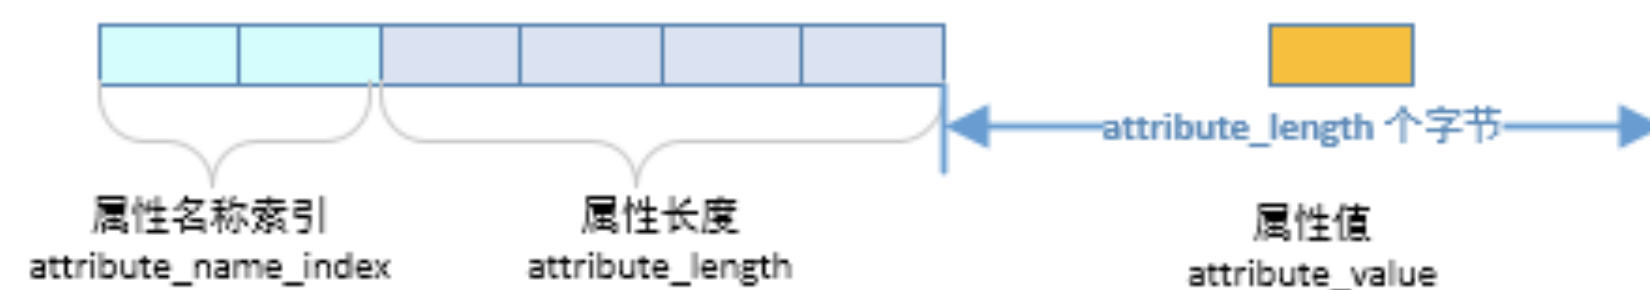 attribute_length 个字节
属性名称索引
attribute_name_index
属性长度
attribute_length
属性值
attribute_value